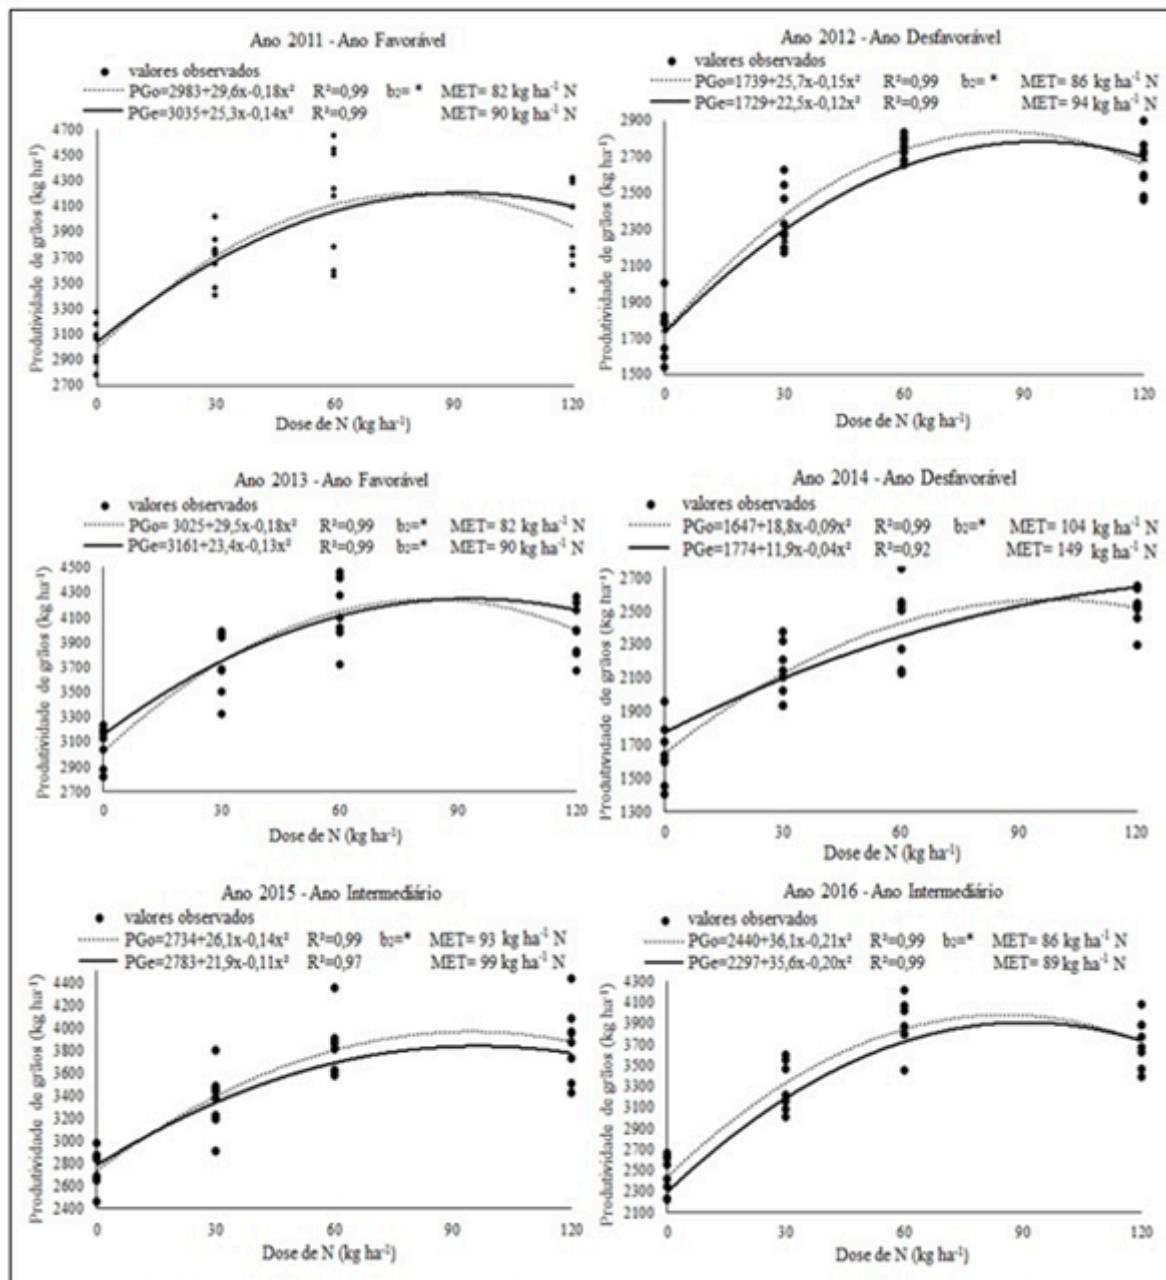 Ano 2011 - Ano Favorável
valores observados
PGo=2983+29,6x-0,18x² R²=0,99 b₂= * MET= 82 kg ha⁻¹ N
PGe=3035+25,3x-0,14x² R²=0,99 MET= 90 kg ha⁻¹ N
Produtividade de grãos (kg ha⁻¹)
4700
4500
4100
3700
3500
3300
3100
2900
2700
0 30 60 90 120
Dose de N (kg ha⁻¹)
Ano 2012 - Ano Desfavorável
valores observados
PGo=1739+25,7x-0,15x² R²=0,99 b₂= * MET= 86 kg ha⁻¹ N
PGe=1729+22,5x-0,12x² R²=0,99 MET= 94 kg ha⁻¹ N
Produtividade de grãos (kg ha⁻¹)
2900
2700
2300
2100
1900
1700
1500
0 30 60 90 120
Dose de N (kg ha⁻¹)
Ano 2013 - Ano Favorável
valores observados
PGo= 3025+29,5x-0,18x² R²=0,99 b₂=* MET= 82 kg ha⁻¹ N
PGe=3161+23,4x-0,13x² R²=0,99 b₂=* MET= 90 kg ha⁻¹ N
Produtividade de grãos (kg ha⁻¹)
4500
4300
4100
3900
3700
3500
3300
3100
2900
2700
0 30 60 90 120
Dose de N (kg ha⁻¹)
Ano 2014 - Ano Desfavorável
valores observados
PGo=1647+18,8x-0,09x² R²=0,99 b₂=* MET= 104 kg ha⁻¹ N
PGe=1774+11,9x-0,04x² R²=0,92 MET= 149 kg ha⁻¹ N
Produtividade de grãos (kg ha⁻¹)
2700
2500
2100
1900
1700
1500
1300
0 30 60 90 120
Dose de N (kg ha⁻¹)
Ano 2015 - Ano Intermediário
valores observados
PGo=2734+26,1x-0,14x² R²=0,99 b₂=* MET= 93 kg ha⁻¹ N
PGe=2783+21,9x-0,11x² R²=0,97 MET= 99 kg ha⁻¹ N
Produtividade de grãos (kg ha⁻¹)
4400
4200
4000
3800
3600
3400
3200
3000
2800
2600
2400
0 30 60 90 120
Dose de N (kg ha⁻¹)
Ano 2016 - Ano Intermediário
valores observados
PGo=2440+36,1x-0,21x² R²=0,99 b₂=* MET= 86 kg ha⁻¹ N
PGe=2297+35,6x-0,20x² R²=0,99 MET= 89 kg ha⁻¹ N
Produtividade de grãos (kg ha⁻¹)
4300
3900
3700
3500
3300
3100
2900
2700
2500
2300
2100
0 30 60 90 120
Dose de N (kg ha⁻¹)